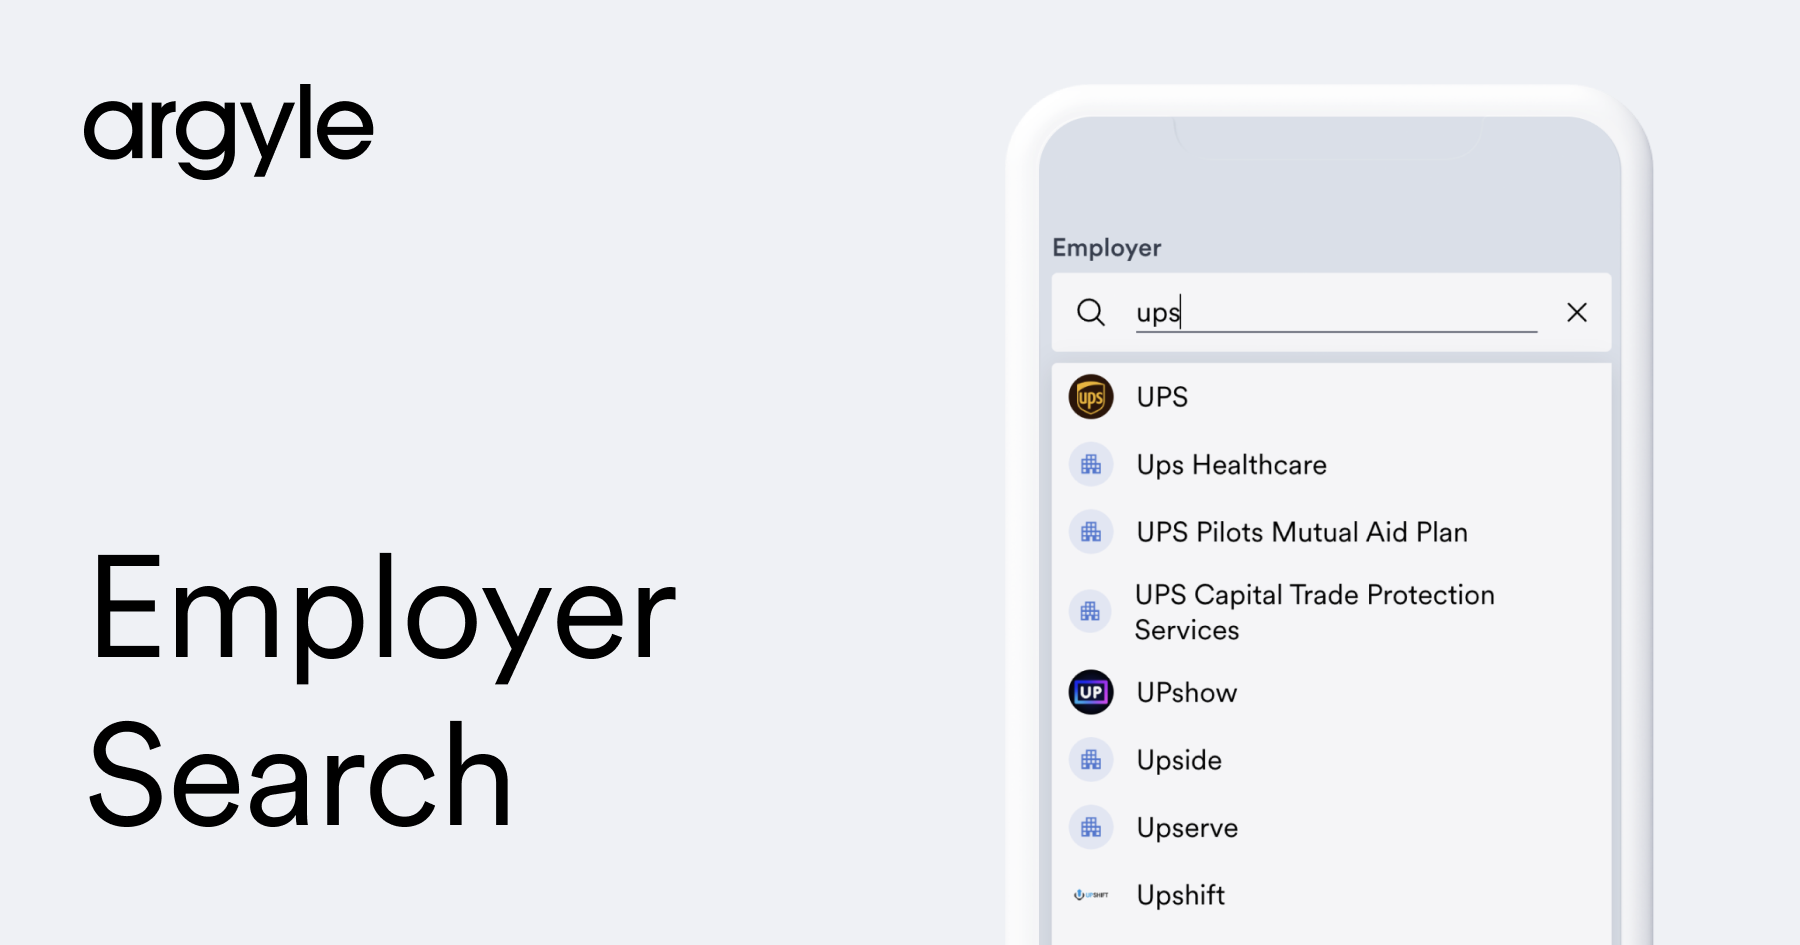 argyle
Employer
Search
Employer
ups
ups
UPS
Ups Healthcare
UPS Pilots Mutual Aid Plan
UPS Capital Trade Protection
Services
UP
UPshow
Upside
Upserve
UPSHIFT
Upshift